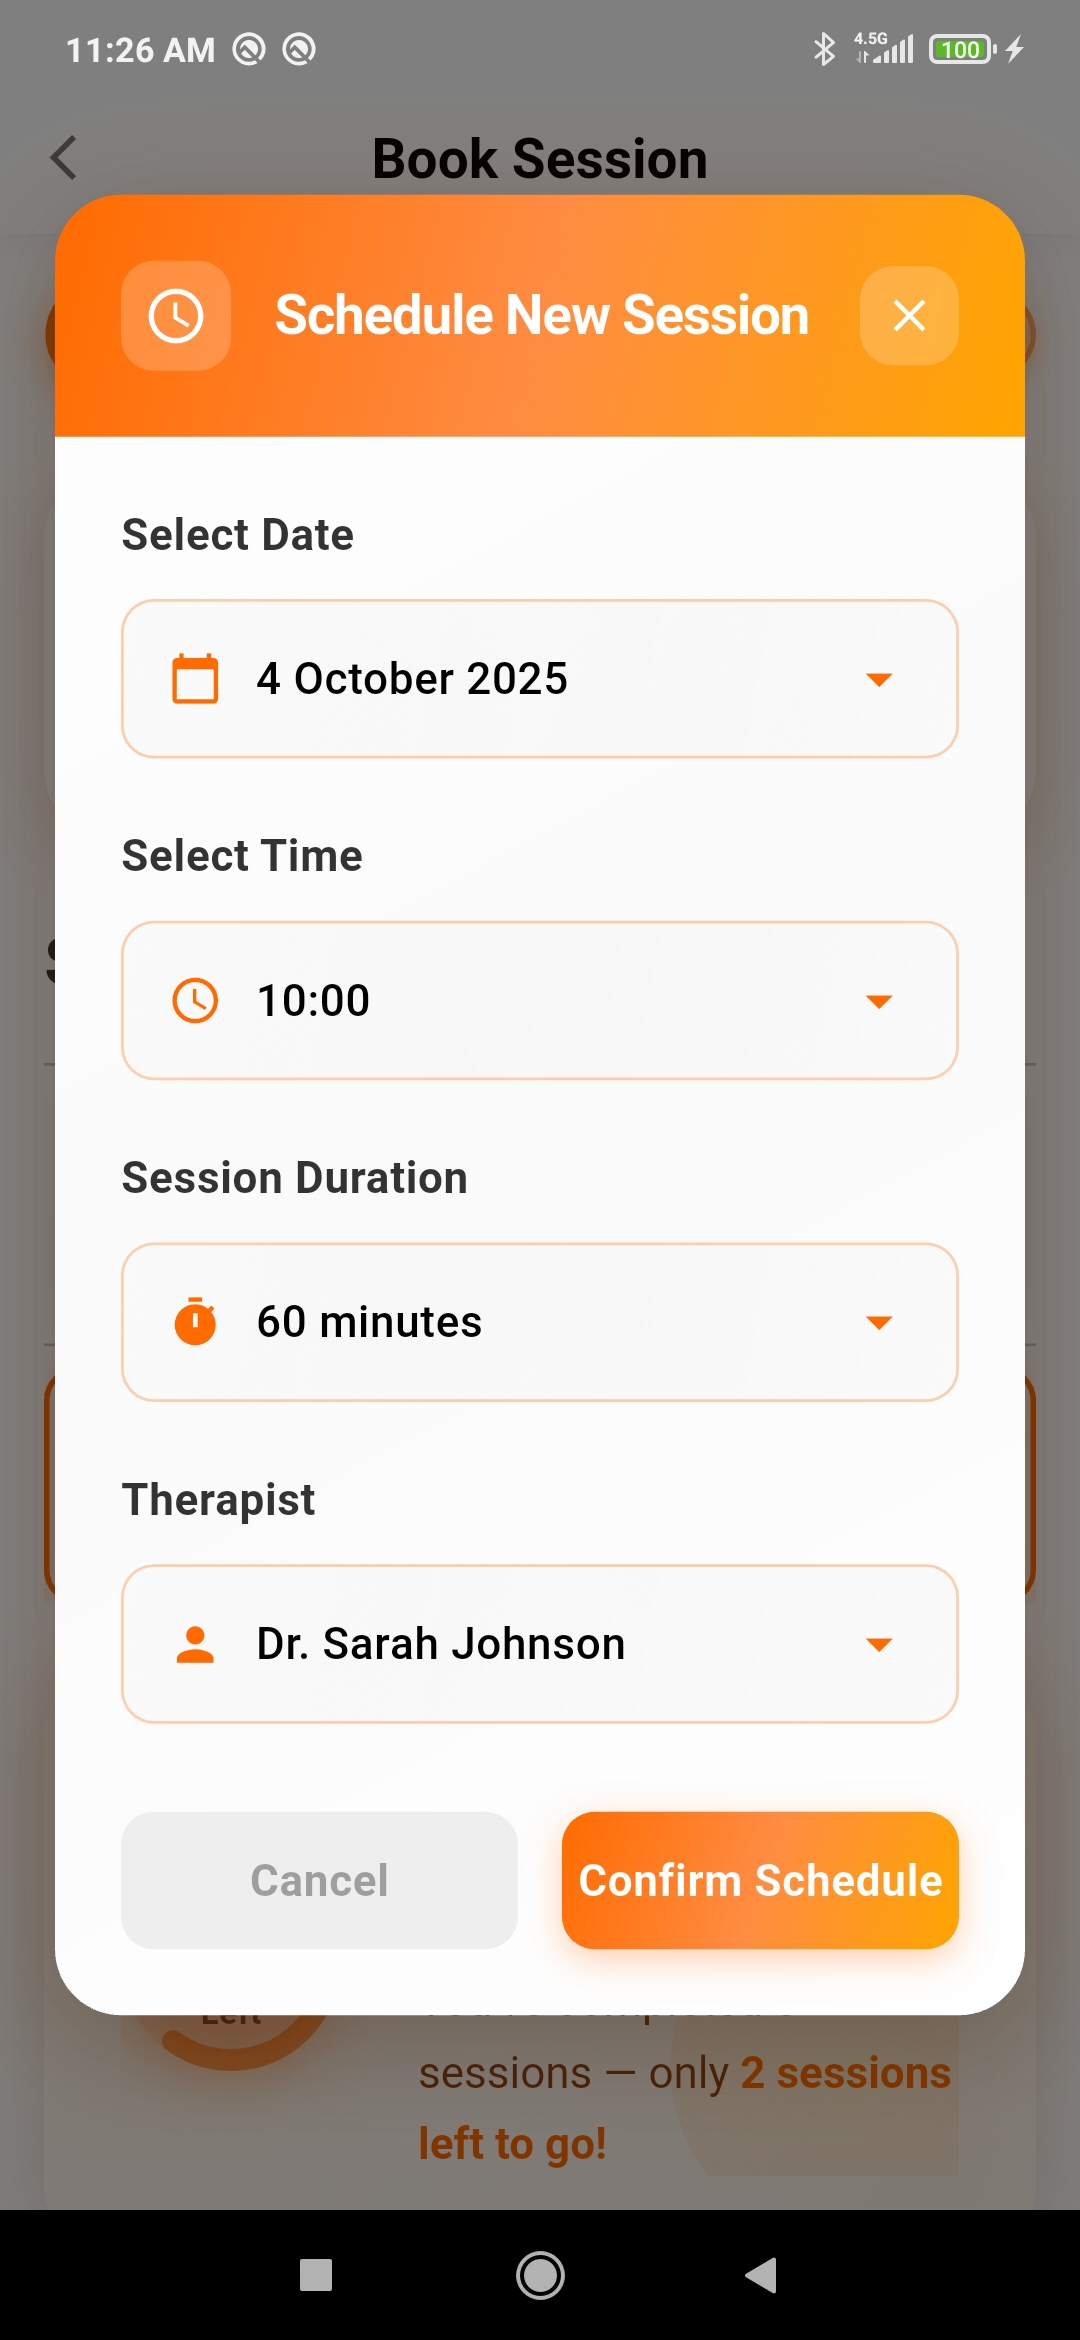 11:26 AM
4.5G
100
Book Session
Schedule New Session
Select Date
4 October 2025
Select Time
10:00
Session Duration
60 minutes
Therapist
Dr. Sarah Johnson
Cancel
Confirm Schedule
Left
sessions — only 2 sessions
left to go!